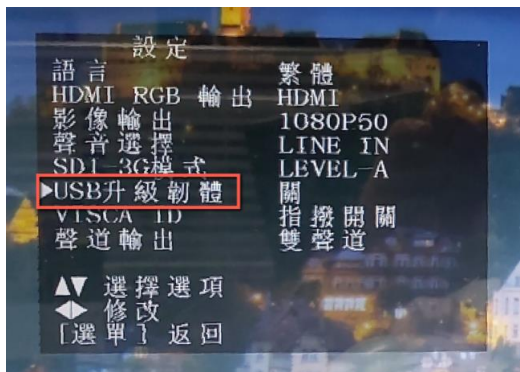 設定
語言 繁體
HDMI RGB 輸出 HDMI
影像輸出 1080P50
聲音選擇 LINE IN
SDI-3G模式 LEVEL-A
▶USB升級韌體 關
VISCA ID 指撥開關
聲道輸出 雙聲道
▲▼ 選擇選項
◀▶ 修改
[選單] 返回